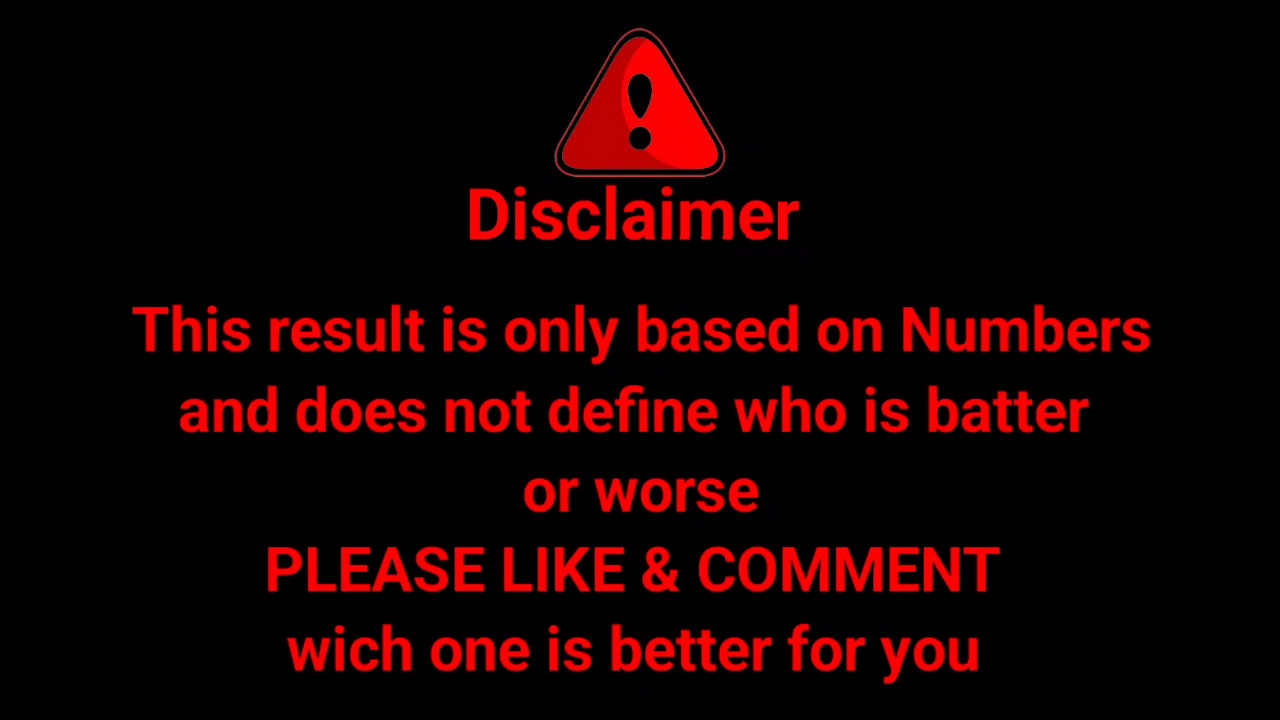 Disclaimer
This result is only based on Numbers
and does not define who is batter
or worse
PLEASE LIKE & COMMENT
wich one is better for you